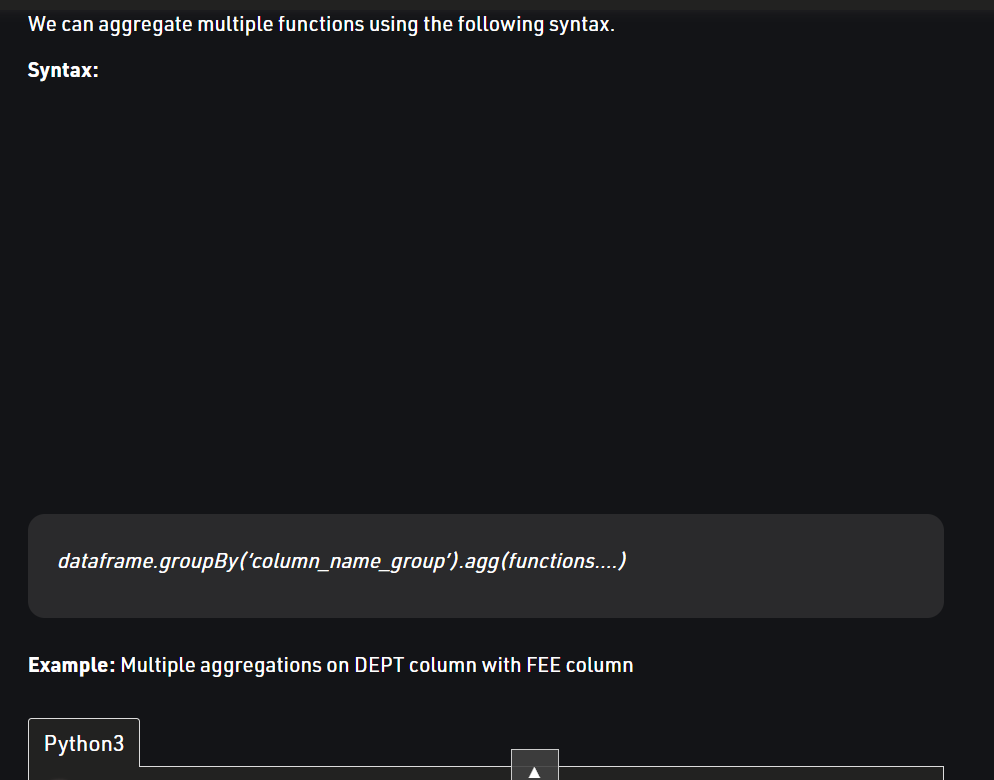 We can aggregate multiple functions using the following syntax.
Syntax:
dataframe.groupBy(‘column_name_group’).agg(functions….)
Example: Multiple aggregations on DEPT column with FEE column
Python3